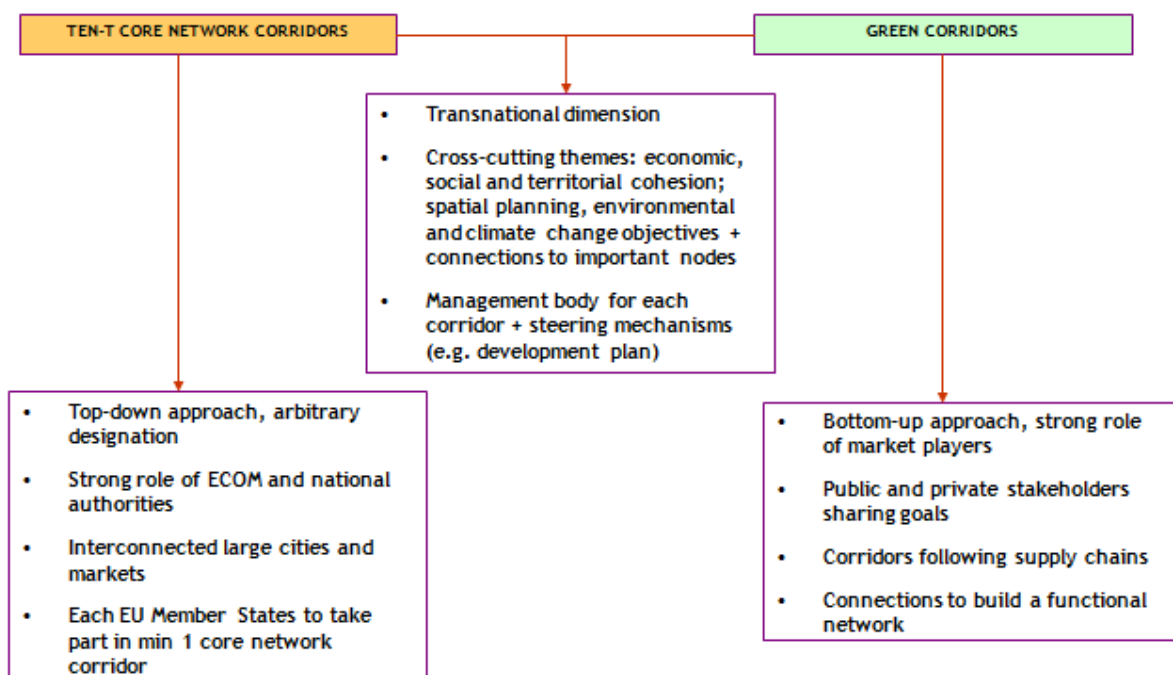 TEN-T CORE NETWORK CORRIDORS
GREEN CORRIDORS
• Transnational dimension
• Cross-cutting themes: economic,
social and territorial cohesion;
spatial planning, environmental
and climate change objectives +
connections to important nodes
• Management body for each
corridor + steering mechanisms
(e.g. development plan)
• Top-down approach, arbitrary
designation
• Strong role of ECOM and national
authorities
• Interconnected large cities and
markets
• Each EU Member States to take
part in min 1 core network
corridor
• Bottom-up approach, strong role
of market players
• Public and private stakeholders
sharing goals
• Corridors following supply chains
• Connections to build a functional
network